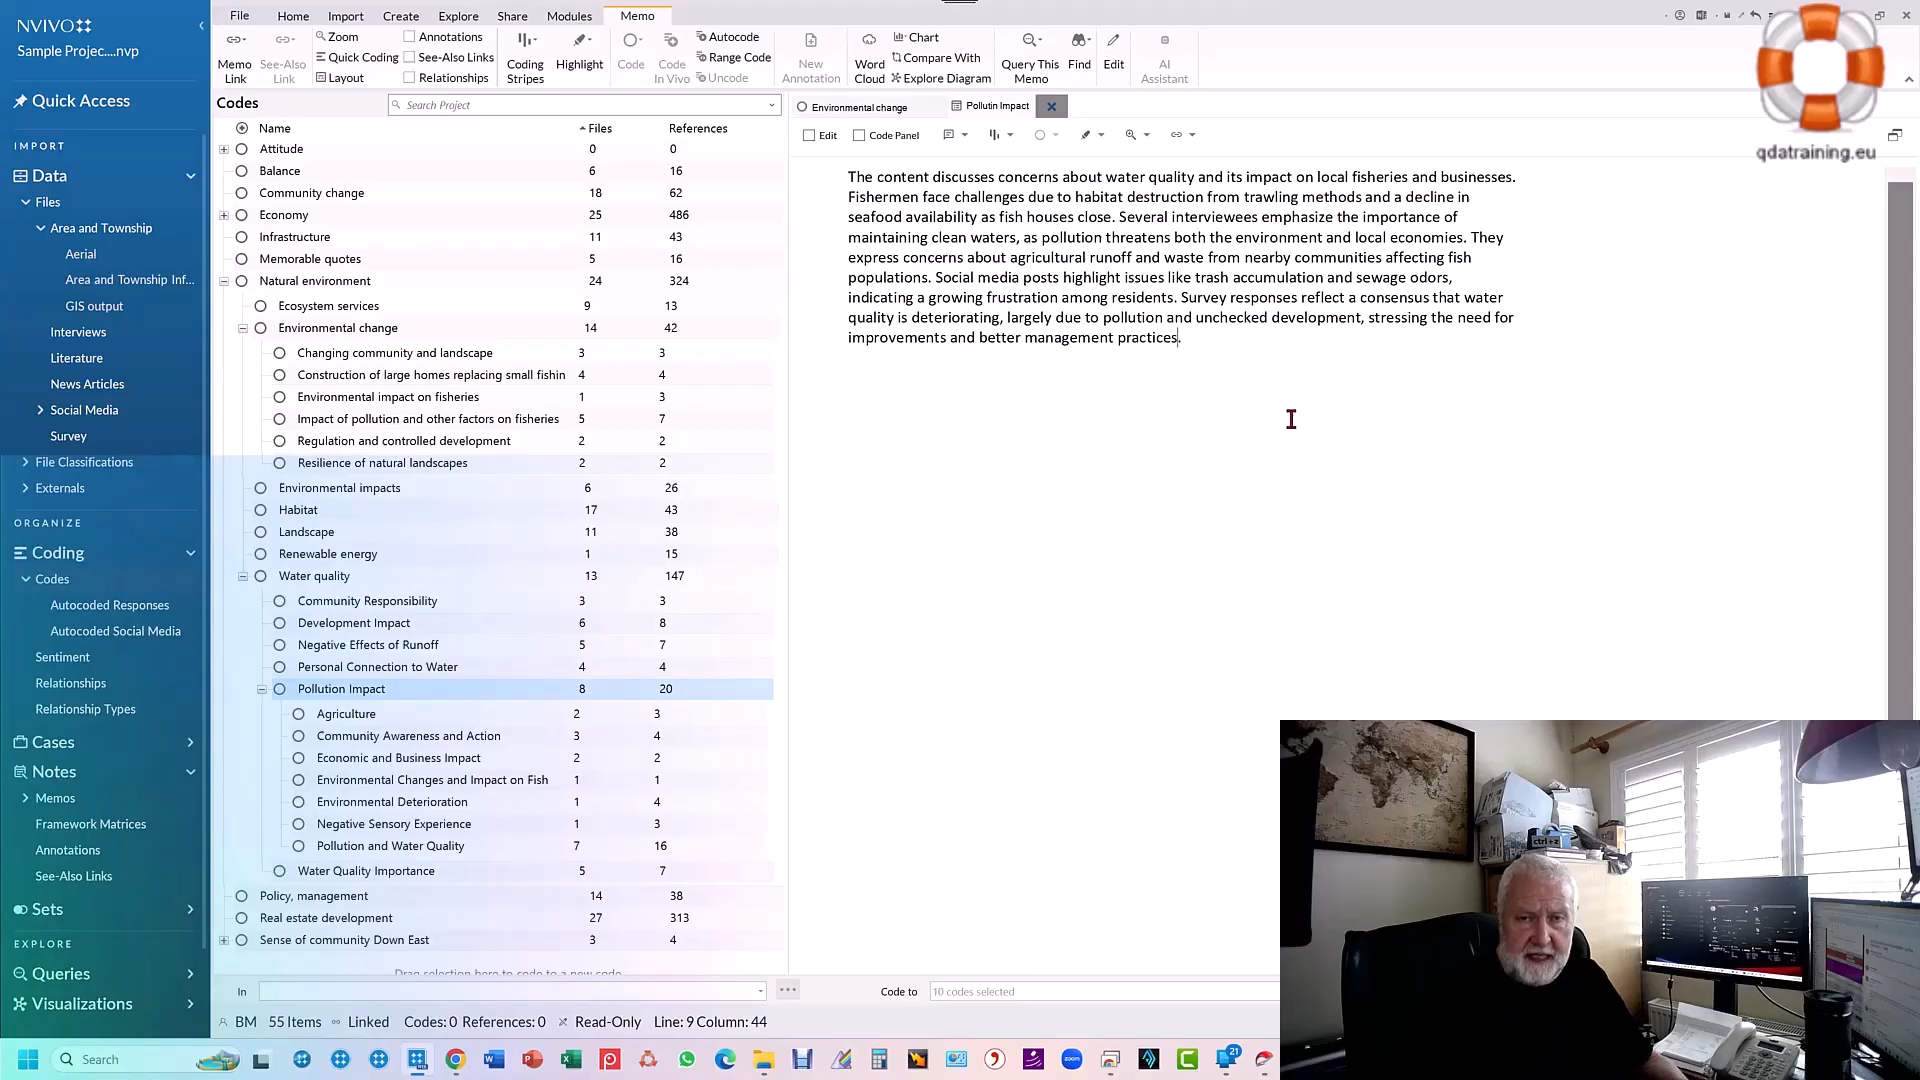 NVIVO
Sample Projec....nvp
Quick Access
IMPORT
Data
Files
Area and Township
Aerial
Area and Township Inf...
GIS output
Interviews
Literature
News Articles
Social Media
Survey
File Classifications
Externals
ORGANIZE
Coding
Codes
Autocoded Responses
Autocoded Social Media
Sentiment
Relationships
Relationship Types
Cases
Notes
Memos
Framework Matrices
Annotations
See-Also Links
Sets
EXPLORE
Queries
Visualizations
File Home Import Create Explore Share Modules Memo
Memo Link
See-Also Link
Zoom
Quick Coding
Layout
Annotations
See-Also Links
Relationships
Coding Stripes
Highlight
Code
Code In Vivo
Autocode
Range Code
Uncode
New Annotation
Word Cloud
Chart
Compare With
Explore Diagram
Query This Memo
Find
Edit
AI Assistant
qdatraining.eu
Codes
Search Project
Name Files References
Attitude 0 0
Balance 6 16
Community change 18 62
Economy 25 486
Infrastructure 11 43
Memorable quotes 5 16
Natural environment 24 324
Ecosystem services 9 13
Environmental change 14 42
Changing community and landscape 3 3
Construction of large homes replacing small fishin 4 4
Environmental impact on fisheries 1 3
Impact of pollution and other factors on fisheries 5 7
Regulation and controlled development 2 2
Resilience of natural landscapes 2 2
Environmental impacts 6 26
Habitat 17 43
Landscape 11 38
Renewable energy 1 15
Water quality 13 147
Community Responsibility 3 3
Development Impact 6 8
Negative Effects of Runoff 5 7
Personal Connection to Water 4 4
Pollution Impact 8 20
Agriculture 2 3
Community Awareness and Action 3 4
Economic and Business Impact 2 2
Environmental Changes and Impact on Fish 1 1
Environmental Deterioration 1 4
Negative Sensory Experience 1 3
Pollution and Water Quality 7 16
Water Quality Importance 5 7
Policy, management 14 38
Real estate development 27 313
Sense of community Down East 3 4
Drag selection here to code to a new code
Environmental change Pollutin Impact
Edit Code Panel
The content discusses concerns about water quality and its impact on local fisheries and businesses.
Fishermen face challenges due to habitat destruction from trawling methods and a decline in
seafood availability as fish houses close. Several interviewees emphasize the importance of
maintaining clean waters, as pollution threatens both the environment and local economies. They
express concerns about agricultural runoff and waste from nearby communities affecting fish
populations. Social media posts highlight issues like trash accumulation and sewage odors,
indicating a growing frustration among residents. Survey responses reflect a consensus that water
quality is deteriorating, largely due to pollution and unchecked development, stressing the need for
improvements and better management practices.
In
Code to 10 codes selected
BM 55 Items Linked Codes: 0 References: 0 Read-Only Line: 9 Column: 44
Search
zoom
21
ctrl+z